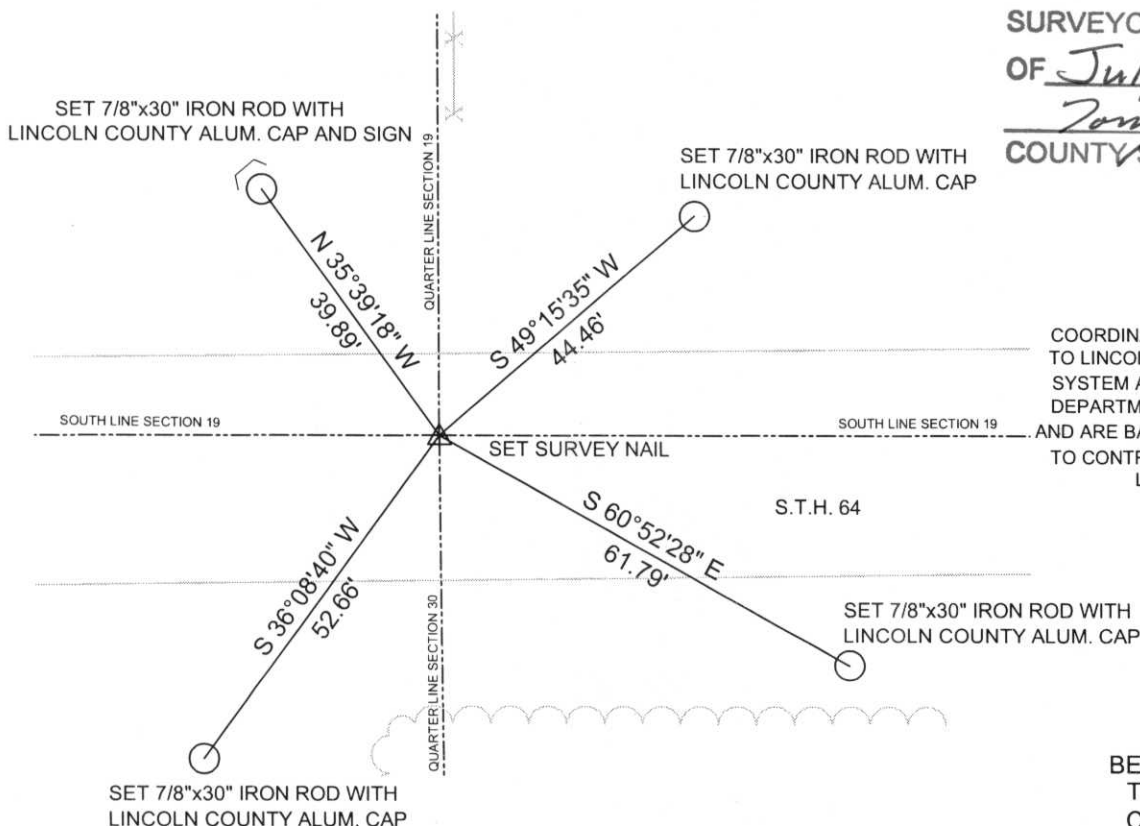 SURVEYO
OF
COUNTY
SET 7/8"x30" IRON ROD WITH
LINCOLN COUNTY ALUM. CAP AND SIGN
QUARTER LINE SECTION 19
SET 7/8"x30" IRON ROD WITH
LINCOLN COUNTY ALUM. CAP
N 35°39'18" W
39.89'
S 49°15'35" W
44.46'
COORDINA
TO LINCOL
SYSTEM A
DEPARTM
AND ARE BA
TO CONTR
L
SOUTH LINE SECTION 19
SOUTH LINE SECTION 19
SET SURVEY NAIL
S.T.H. 64
S 60°52'28" E
61.79'
S 36°08'40" W
52.66'
QUARTER LINE SECTION 30
SET 7/8"x30" IRON ROD WITH
LINCOLN COUNTY ALUM. CAP
SET 7/8"x30" IRON ROD WITH
LINCOLN COUNTY ALUM. CAP
BE
T
C